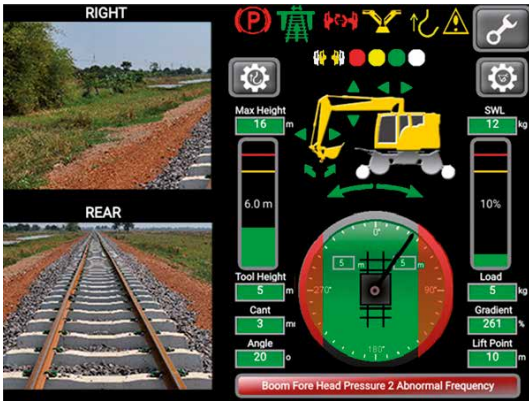 RIGHT
P
Max Height
16 m
SWL
12 kg
6.0 m
10%
REAR
0°
5 m
5 m
-270°
90°
180°
Tool Height
5 m
Load
5 kg
Cant
3
Gradient
261 %
Angle
20 o
Lift Point
10 m
Boom Fore Head Pressure 2 Abnormal Frequency